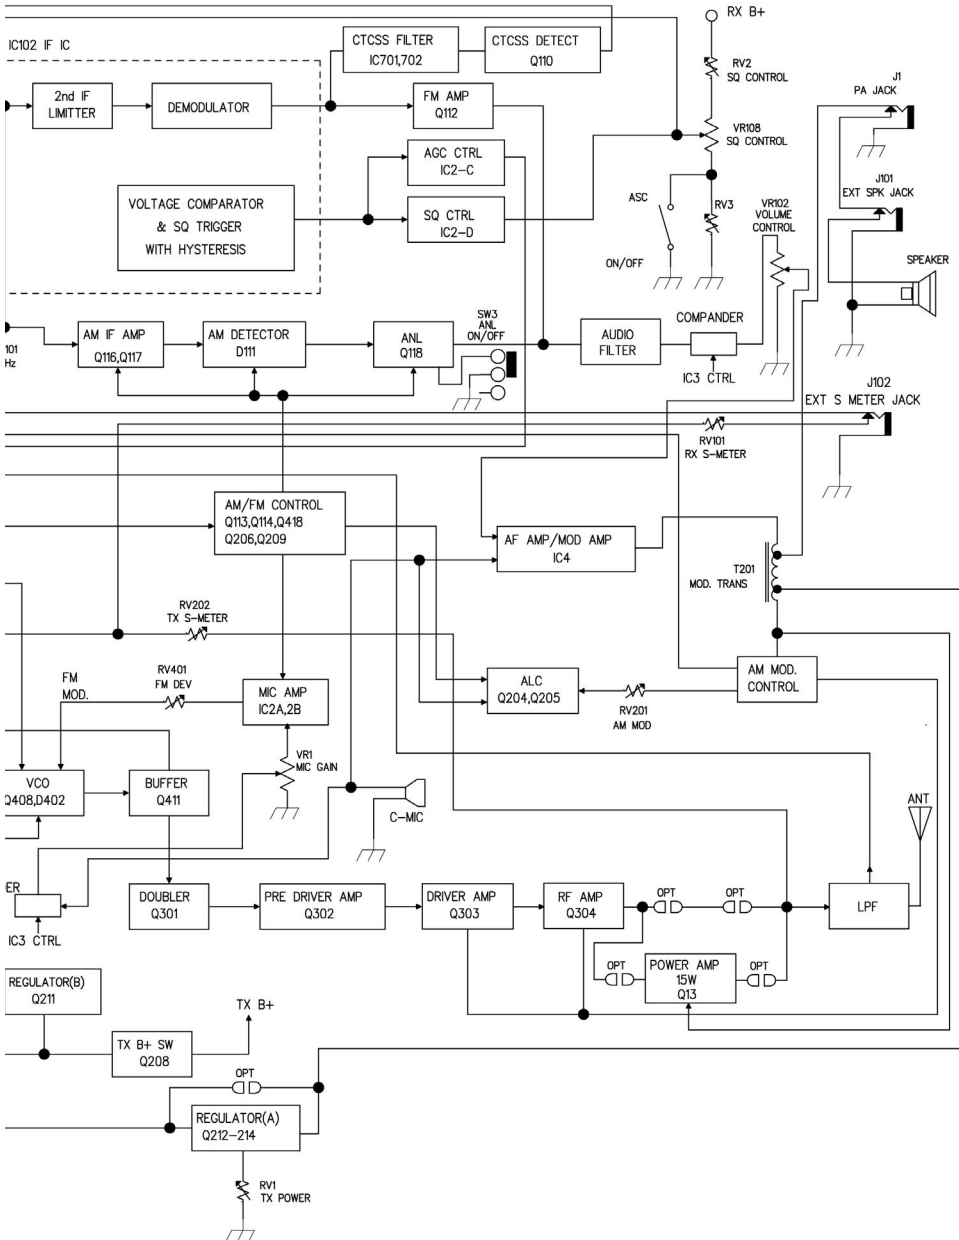 RX B+
CTCSS FILTER
IC701,702
CTCSS DETECT
Q110
IC102 IF IC
RV2
SQ CONTROL
J1
PA JACK
2nd IF
LIMITTER
DEMODULATOR
FM AMP
Q112
VR108
SQ CONTROL
AGC CTRL
IC2-C
J101
EXT SPK JACK
VOLTAGE COMPARATOR
& SQ TRIGGER
WITH HYSTERESIS
SQ CTRL
IC2-D
ASC
ON/OFF
RV3
VR102
VOLUME
CONTROL
SPEAKER
101
Hz
AM IF AMP
Q116,Q117
AM DETECTOR
D111
ANL
Q118
SW3
ANL
ON/OFF
AUDIO
FILTER
COMPANDER
IC3 CTRL
J102
EXT S METER JACK
RV101
RX S-METER
AM/FM CONTROL
Q113,Q114,Q418
Q206,Q209
AF AMP/MOD AMP
IC4
T201
MOD. TRANS
RV202
TX S-METER
FM
MOD.
RV401
FM DEV
MIC AMP
IC2A,2B
ALC
Q204,Q205
RV201
AM MOD
AM MOD.
CONTROL
VCO
Q408,D402
BUFFER
Q411
VR1
MIC GAIN
C-MIC
ANT
ER
IC3 CTRL
DOUBLER
Q301
PRE DRIVER AMP
Q302
DRIVER AMP
Q303
RF AMP
Q304
OPT
OPT
LPF
OPT
POWER AMP
15W
Q13
OPT
REGULATOR(B)
Q211
TX B+
TX B+ SW
Q208
OPT
REGULATOR(A)
Q212-214
RV1
TX POWER